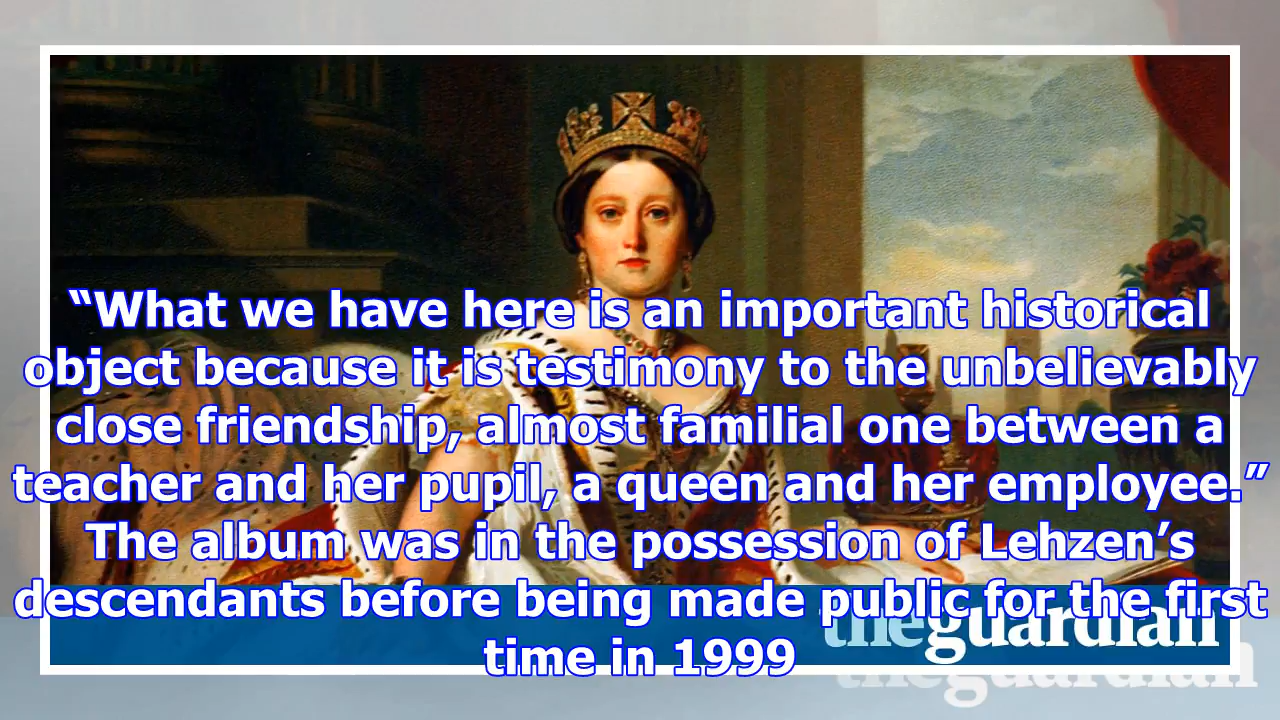 “What we have here is an important historical
object because it is testimony to the unbelievably
close friendship, almost familial one between a
teacher and her pupil, a queen and her employee.”
The album was in the possession of Lehzen’s
descendants before being made public for the first
time in 1999
theguardian
theguardian